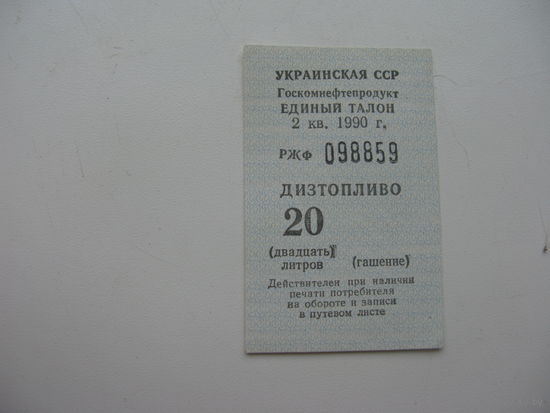 УКРАИНСКАЯ ССР
Госкомнефтепродукт
ЕДИНЫЙ ТАЛОН
2 кв. 1990 г.
РЖФ 098859
ДИЗТОПЛИВО
20
(двадцать)
литров (гашение)
Действителен при наличии
печати потребителя
на обороте и записи
в путевом листе